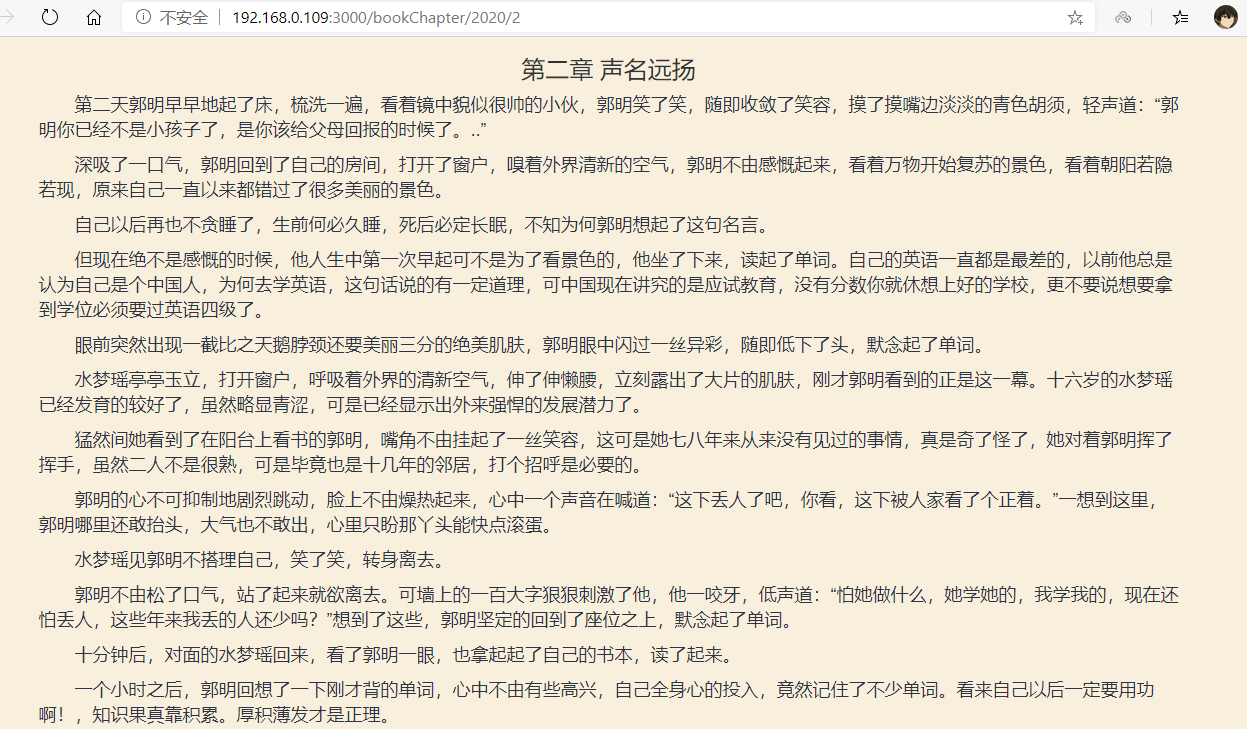 不安全 | 192.168.0.109:3000/bookChapter/2020/2
第二章 声名远扬
第二天郭明早早地起了床，梳洗一遍，看着镜中貌似很帅的小伙，郭明笑了笑，随即收敛了笑容，摸了摸嘴边淡淡的青色胡须，轻声道：“郭
明你已经不是小孩子了，是你该给父母回报的时候了。..”
深吸了一口气，郭明回到了自己的房间，打开了窗户，嗅着外界清新的空气，郭明不由感慨起来，看着万物开始复苏的景色，看着朝阳若隐
若现，原来自己一直以来都错过了很多美丽的景色。
自己以后再也不贪睡了，生前何必久睡，死后必定长眠，不知为何郭明想起了这句名言。
但现在绝不是感慨的时候，他人生中第一次早起可不是为了看景色的，他坐了下来，读起了单词。自己的英语一直都是最差的，以前他总是
认为自己是个中国人，为何去学英语，这句话说的有一定道理，可中国现在讲究的是应试教育，没有分数你就休想上好的学校，更不要说想要拿
到学位必须要过英语四级了。
眼前突然出现一截比之天鹅脖颈还要美丽三分的绝美肌肤，郭明眼中闪过一丝异彩，随即低下了头，默念起了单词。
水梦瑶亭亭玉立，打开窗户，呼吸着外界的清新空气，伸了伸懒腰，立刻露出了大片的肌肤，刚才郭明看到的正是这一幕。十六岁的水梦瑶
已经发育的较好了，虽然略显青涩，可是已经显示出外来强悍的发展潜力了。
猛然间她看到了在阳台上看书的郭明，嘴角不由挂起了一丝笑容，这可是她七八年来从来没有见过的事情，真是奇了怪了，她对着郭明挥了
挥手，虽然二人不是很熟，可是毕竟也是十几年的邻居，打个招呼是必要的。
郭明的心不可抑制地剧烈跳动，脸上不由燥热起来，心中一个声音在喊道：“这下丢人了吧，你看，这下被人家看了个正着。”一想到这里，
郭明哪里还敢抬头，大气也不敢出，心里只盼那丫头能快点滚蛋。
水梦瑶见郭明不搭理自己，笑了笑，转身离去。
郭明不由松了口气，站了起来就欲离去。可墙上的一百大字狠狠刺激了他，他一咬牙，低声道：“怕她做什么，她学她的，我学我的，现在还
怕丢人，这些年来我丢的人还少吗？”想到了这些，郭明坚定的回到了座位之上，默念起了单词。
十分钟后，对面的水梦瑶回来，看了郭明一眼，也拿起起了自己的书本，读了起来。
一个小时之后，郭明回想了一下刚才背的单词，心中不由有些高兴，自己全身心的投入，竟然记住了不少单词。看来自己以后一定要用功
啊！，知识果真靠积累。厚积薄发才是正理。